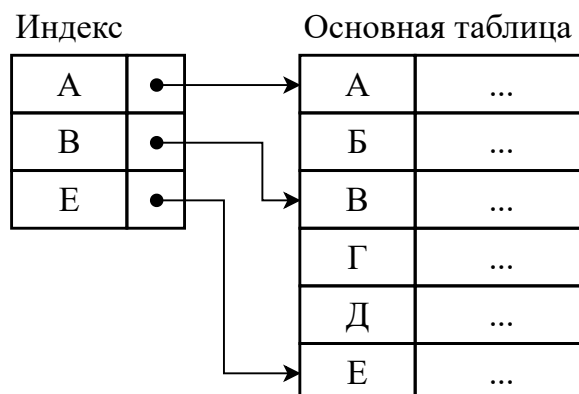 Индекс Основная таблица
А А ...
В Б ...
Е В ...
Г ...
Д ...
Е ...